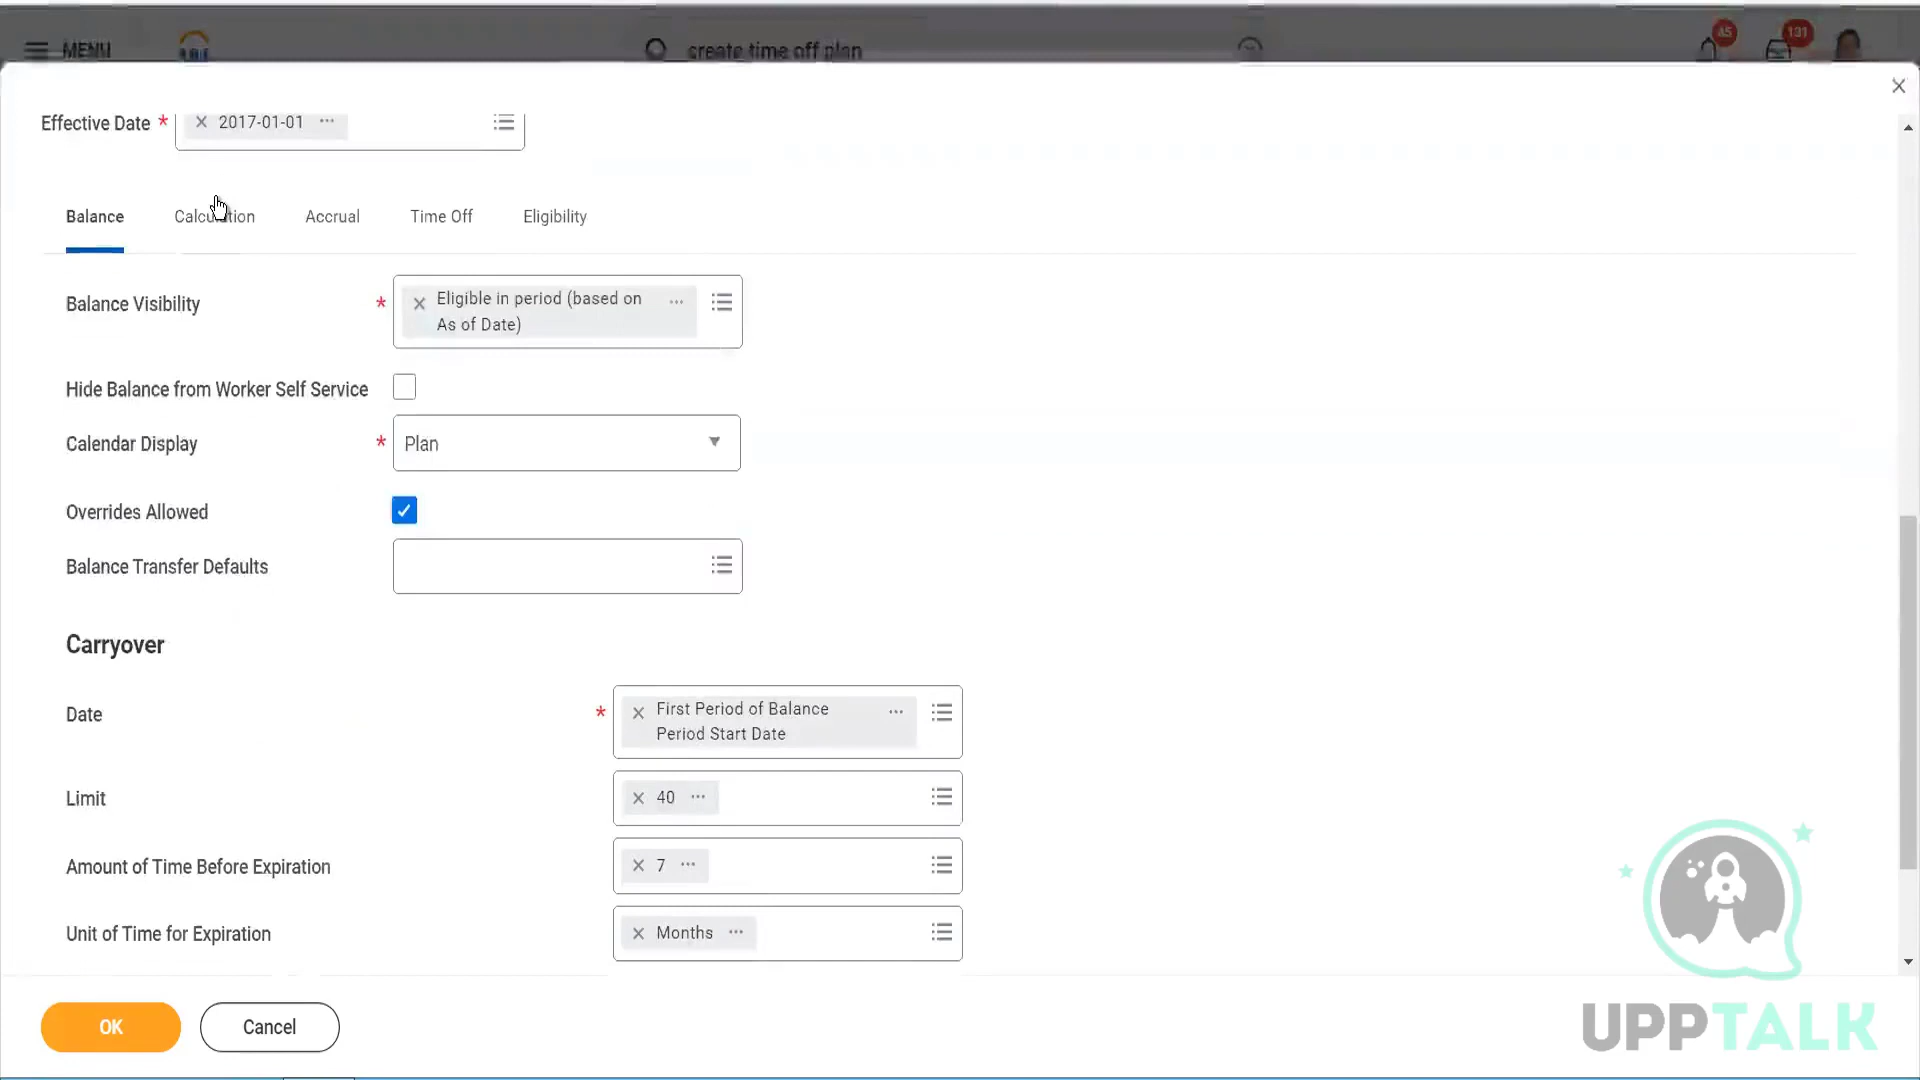 MENU
create time off plan
45
131
Effective Date *
2017-01-01
Balance
Calculation
Accrual
Time Off
Eligibility
Balance Visibility *
Eligible in period (based on
As of Date)
Hide Balance from Worker Self Service
Calendar Display *
Plan
Overrides Allowed
Balance Transfer Defaults
Carryover
Date *
First Period of Balance
Period Start Date
Limit
40
Amount of Time Before Expiration
7
Unit of Time for Expiration
Months
OK
Cancel
UPPTALK